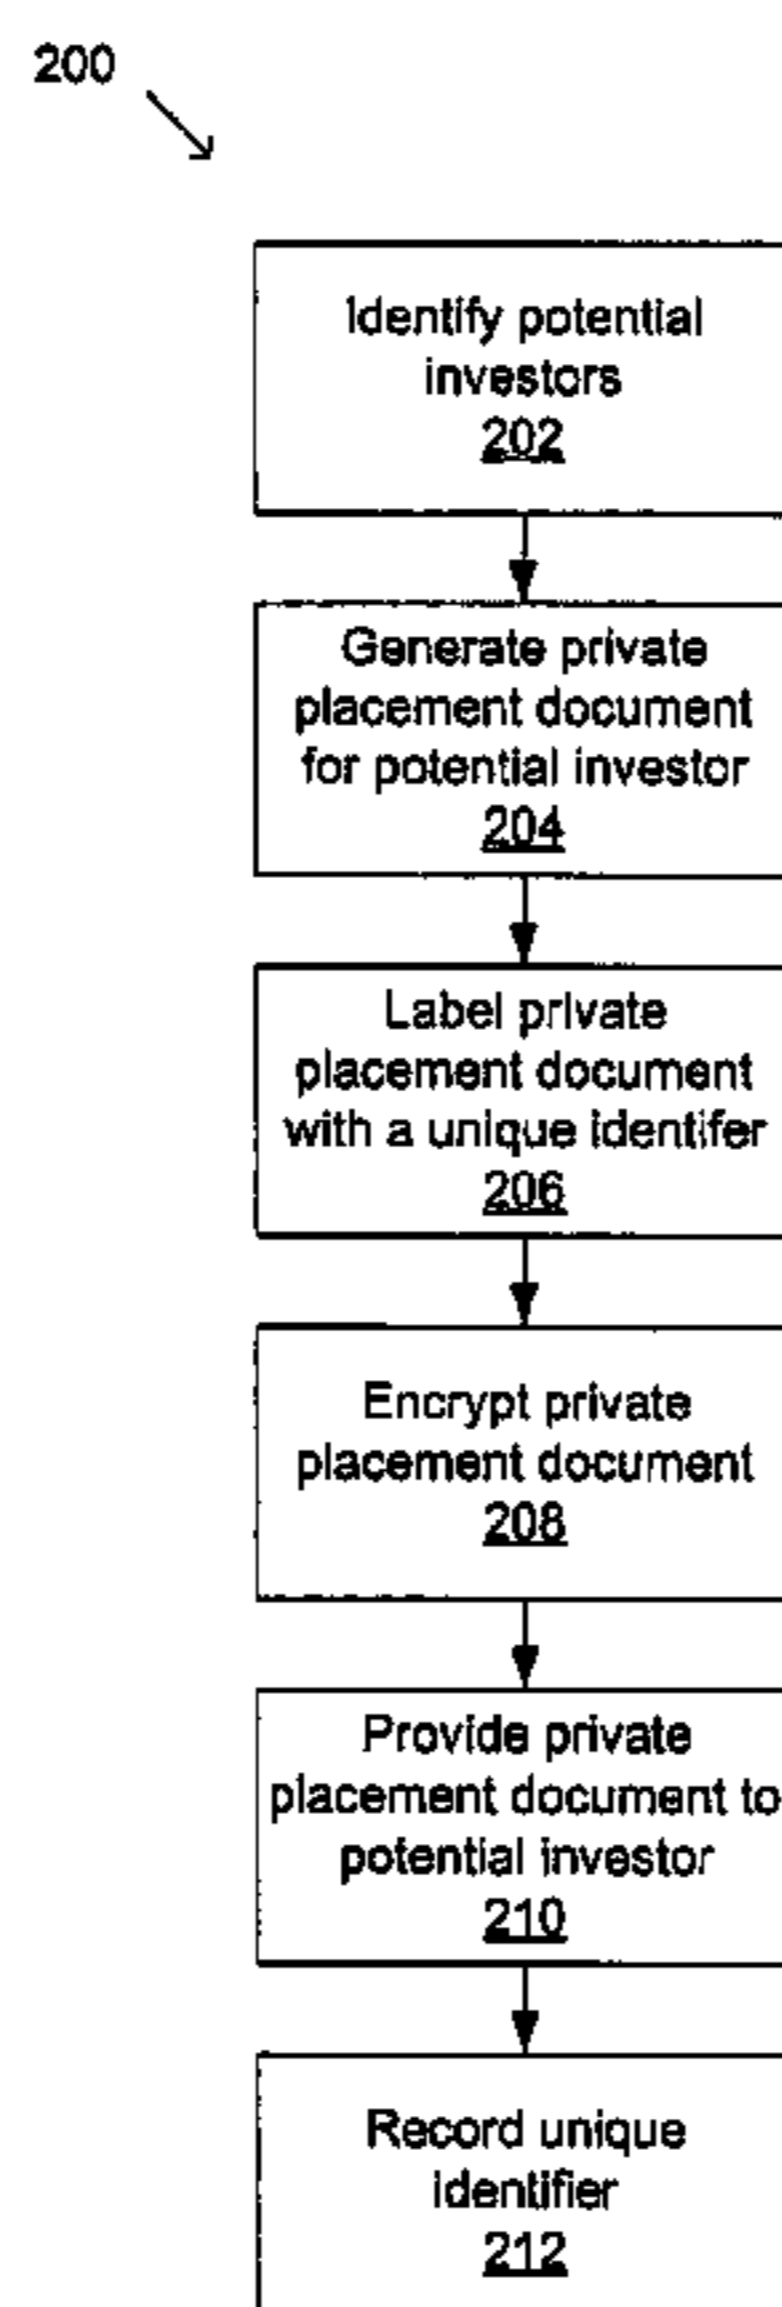 200
Identify potential
investors
202
Generate private
placement document
for potential investor
204
Label private
placement document
with a unique identifer
206
Encrypt private
placement document
208
Provide private
placement document to
potential investor
210
Record unique
identifier
212